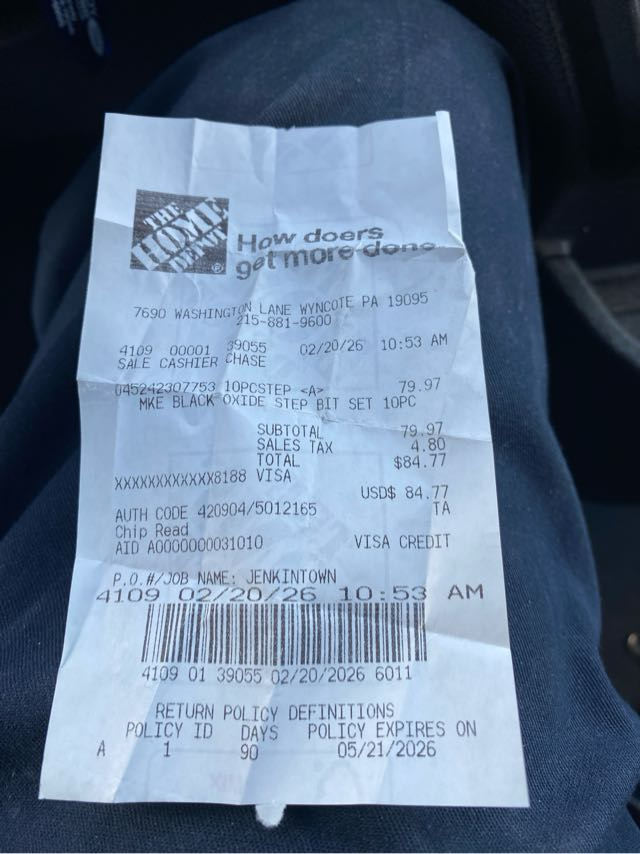 THE
HOME
DEPOT
®
How doers
get more done
7690 WASHINGTON LANE WYNCOTE PA 19095
215-881-9600
4109 00001 39055 02/20/26 10:53 AM
SALE CASHIER CHASE
045242307753 10PCSTEP <A> 79.97
MKE BLACK OXIDE STEP BIT SET 10PC
SUBTOTAL 79.97
SALES TAX 4.80
TOTAL $84.77
XXXXXXXXXXXX8188 VISA
USD$ 84.77
AUTH CODE 420904/5012165 TA
Chip Read
AID A0000000031010 VISA CREDIT
P.O.#/JOB NAME: JENKINTOWN
4109 02/20/26 10:53 AM
4109 01 39055 02/20/2026 6011
RETURN POLICY DEFINITIONS
POLICY ID DAYS POLICY EXPIRES ON
A 1 90 05/21/2026